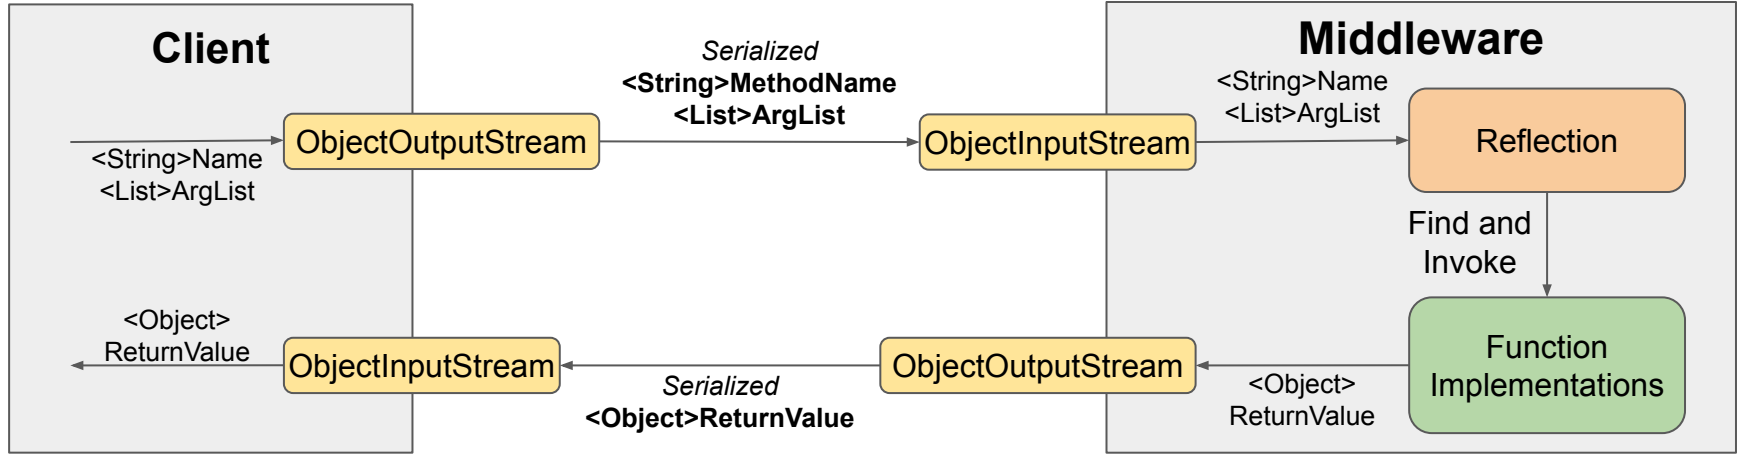 Client
Middleware
Serialized
<String>MethodName
<List>ArgList
<String>Name
<List>ArgList
<String>Name
<List>ArgList
ObjectOutputStream
ObjectInputStream
Reflection
Find and
Invoke
<Object>
ReturnValue
ObjectInputStream
Serialized
<Object>ReturnValue
ObjectOutputStream
<Object>
ReturnValue
Function
Implementations